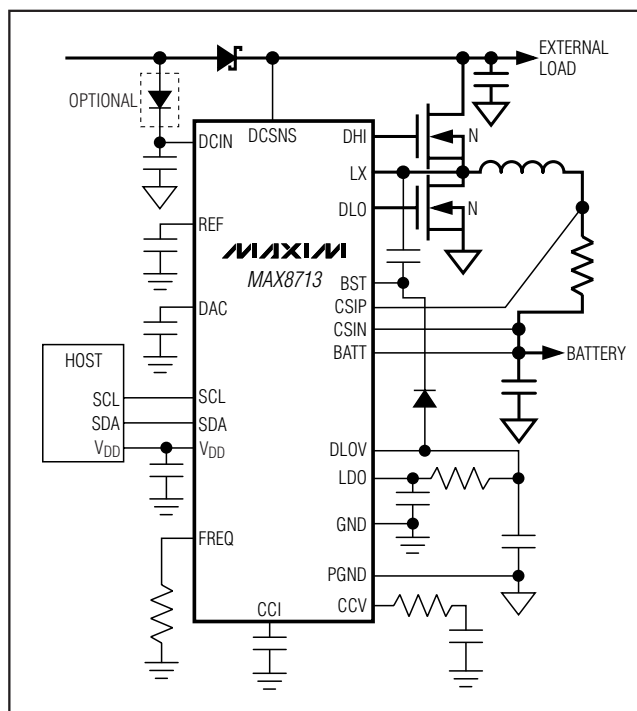 EXTERNAL
LOAD
OPTIONAL
DCIN
DCSNS
DHI
N
LX
DLO
N
REF
MAXIM
MAX8713
BST
DAC
CSIP
CSIN
BATT
BATTERY
HOST
SCL
SCL
SDA
SDA
VDD
VDD
DLOV
LDO
GND
FREQ
PGND
CCI
CCV